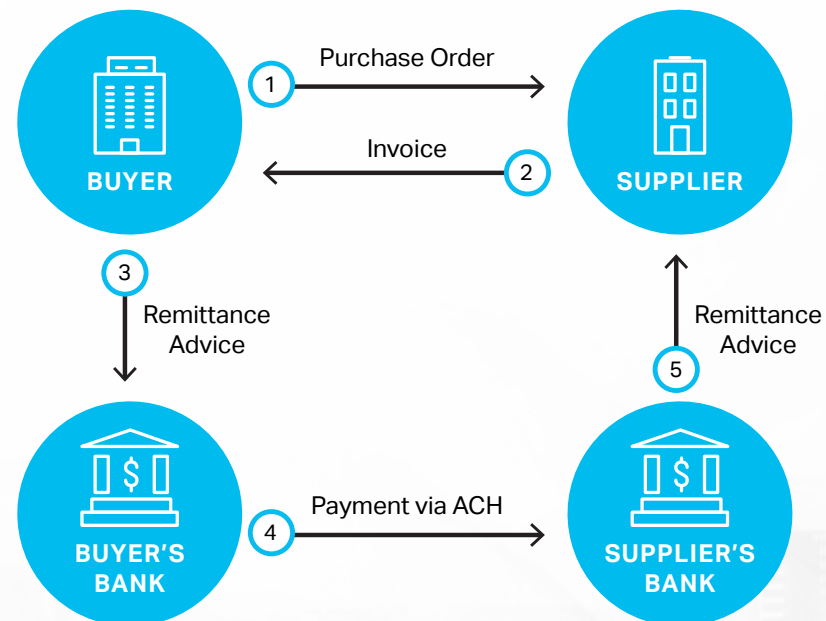 Purchase Order
1
BUYER
Invoice
2
SUPPLIER
3
Remittance
Advice
Remittance
Advice
5
$
BUYER'S
BANK
4
Payment via ACH
$
SUPPLIER'S
BANK